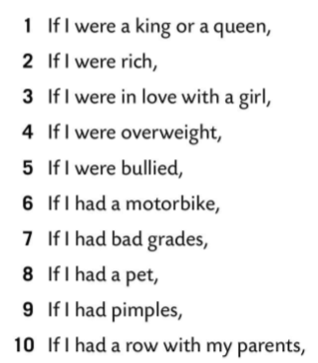 1 If I were a king or a queen,
2 If I were rich,
3 If I were in love with a girl,
4 If I were overweight,
5 If I were bullied,
6 If I had a motorbike,
7 If I had bad grades,
8 If I had a pet,
9 If I had pimples,
10 If I had a row with my parents,